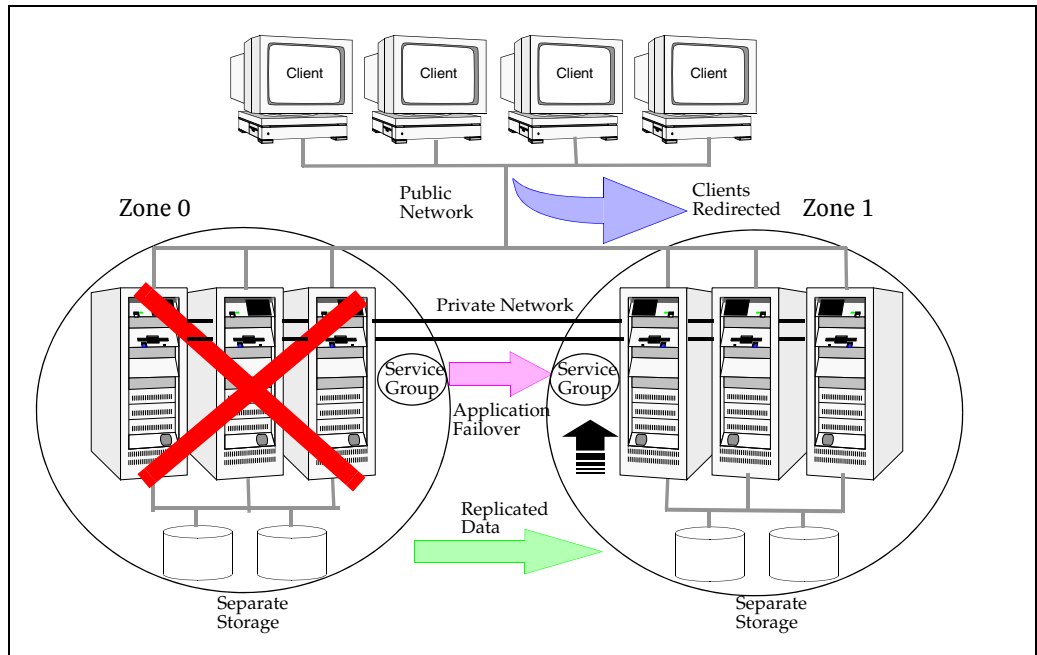 Client
Client
Client
Client
Public
Network
Clients
Redirected
Zone 0
Zone 1
Private Network
Service
Group
Service
Group
Application
Failover
Replicated
Data
Separate
Storage
Separate
Storage